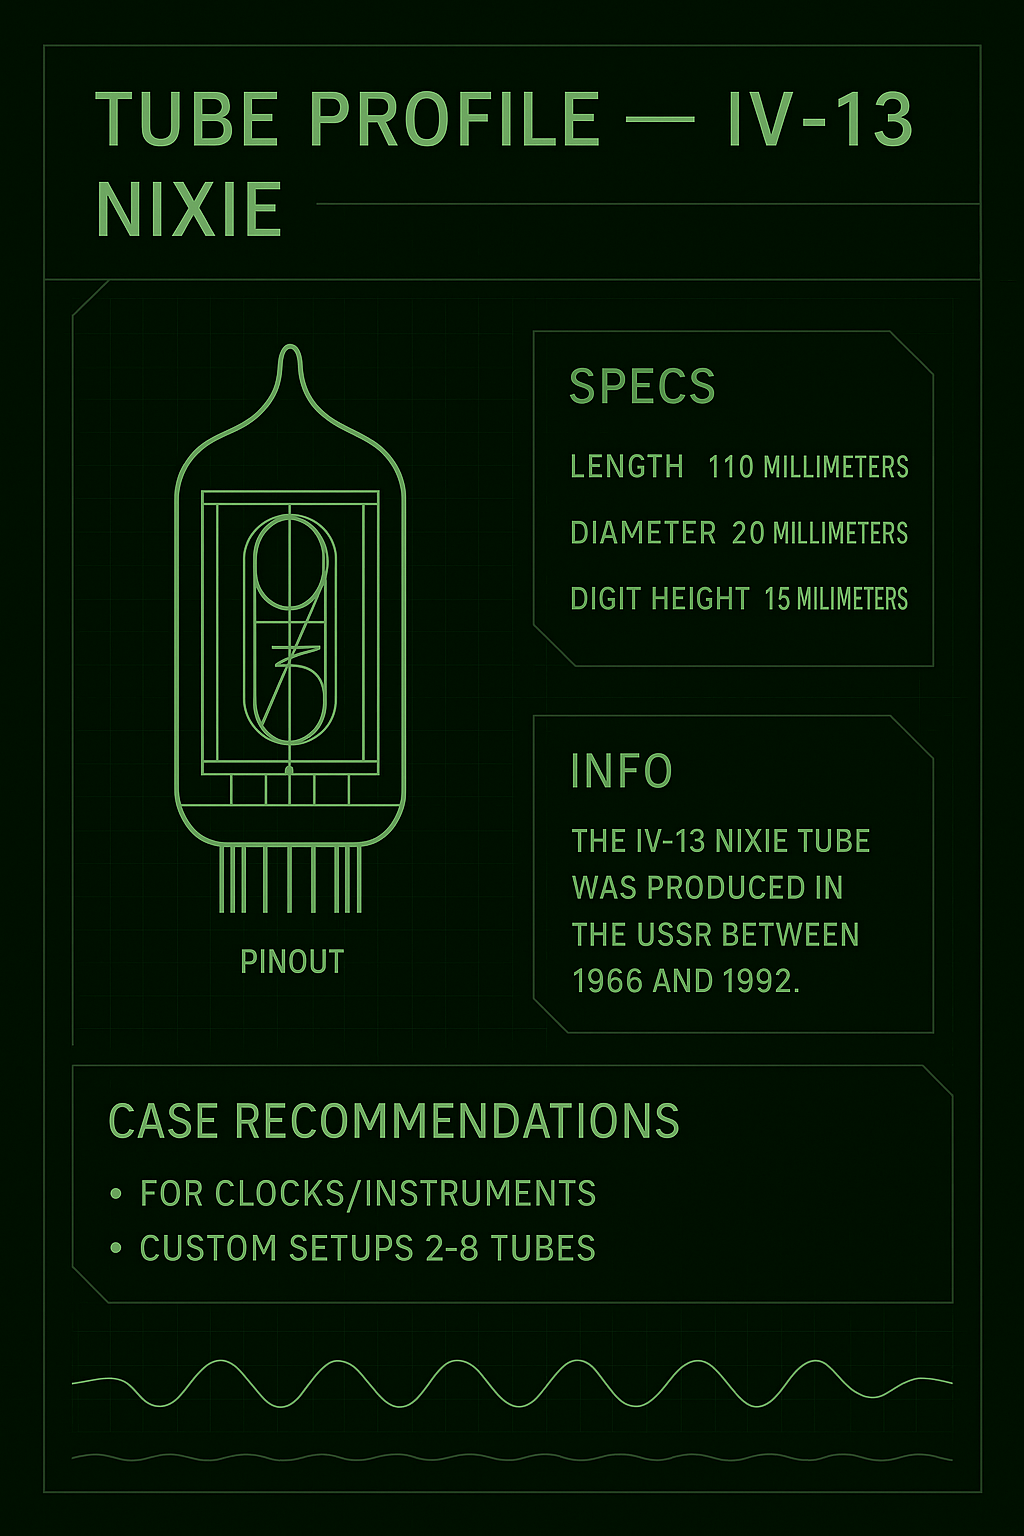 TUBE PROFILE — IV-13
NIXIE
SPECS
LENGTH 110 MILLIMETERS
DIAMETER 20 MILLIMETERS
DIGIT HEIGHT 15 MILIMETERS
INFO
THE IV-13 NIXIE TUBE
WAS PRODUCED IN
THE USSR BETWEEN
1966 AND 1992.
PINOUT
CASE RECOMMENDATIONS
• FOR CLOCKS/INSTRUMENTS
• CUSTOM SETUPS 2-8 TUBES